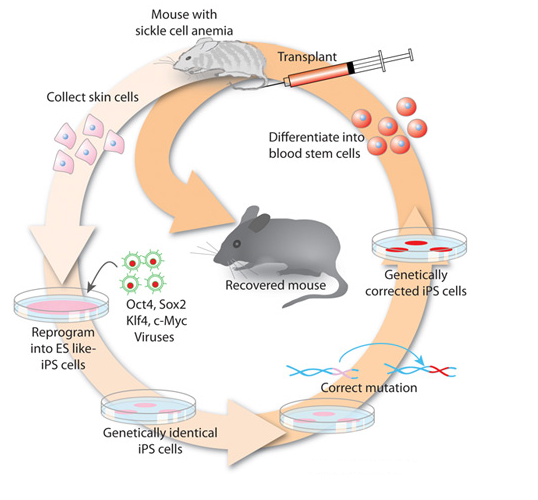 Mouse with
sickle cell anemia
Transplant
Collect skin cells
Differentiate into
blood stem cells
Recovered mouse
Genetically
corrected iPS cells
Oct4, Sox2
Klf4, c-Myc
Viruses
Reprogram
into ES like-
iPS cells
Correct mutation
Genetically identical
iPS cells